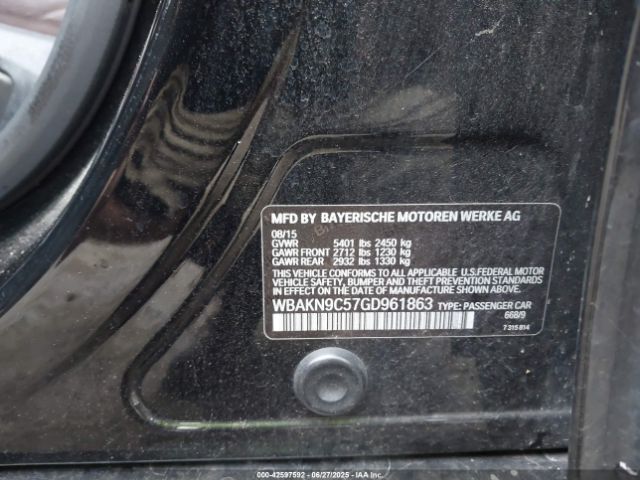 MFD BY BAYERISCHE MOTOREN WERKE AG
08/15
GVWR 5401 lbs 2450 kg
GAWR FRONT 2712 lbs 1230 kg
GAWR REAR 2932 lbs 1330 kg
THIS VEHICLE CONFORMS TO ALL APPLICABLE U.S.FEDERAL MOTOR
VEHICLE SAFETY, BUMPER AND THEFT PREVENTION STANDARDS
IN EFFECT ON THE DATE OF MANUFACTURE SHOWN ABOVE.
WBAKN9C57GD961863 TYPE: PASSENGER CAR
668/9
7 315 814
000-42597592 | 06/27/2025 | IAAI.COM